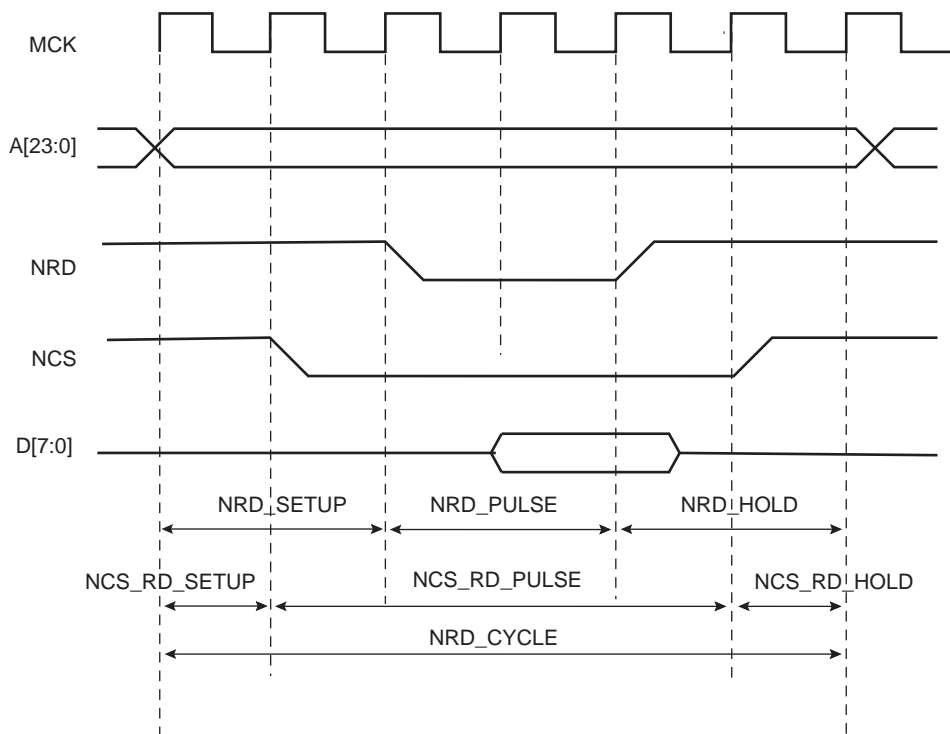 MCK
A[23:0]
NRD
NCS
D[7:0]
NRD_SETUP NRD_PULSE NRD_HOLD
NCS_RD_SETUP NCS_RD_PULSE NCS_RD_HOLD
NRD_CYCLE